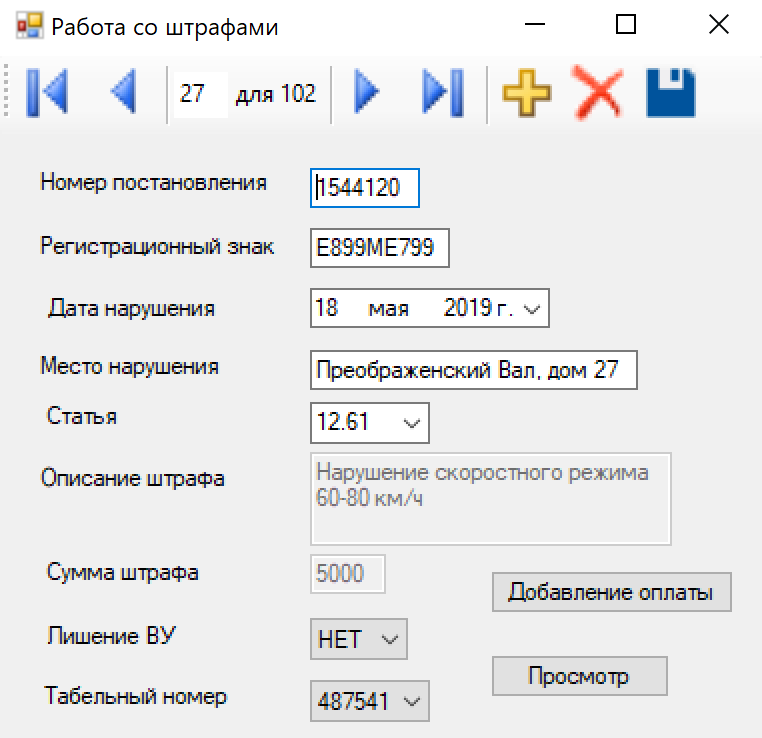 Работа со штрафами
27 для 102
Номер постановления 1544120
Регистрационный знак E899ME799
Дата нарушения 18 мая 2019 г.
Место нарушения Преображенский Вал, дом 27
Статья 12.61
Описание штрафа Нарушение скоростного режима
60-80 км/ч
Сумма штрафа 5000
Добавление оплаты
Лишение ВУ НЕТ
Просмотр
Табельный номер 487541